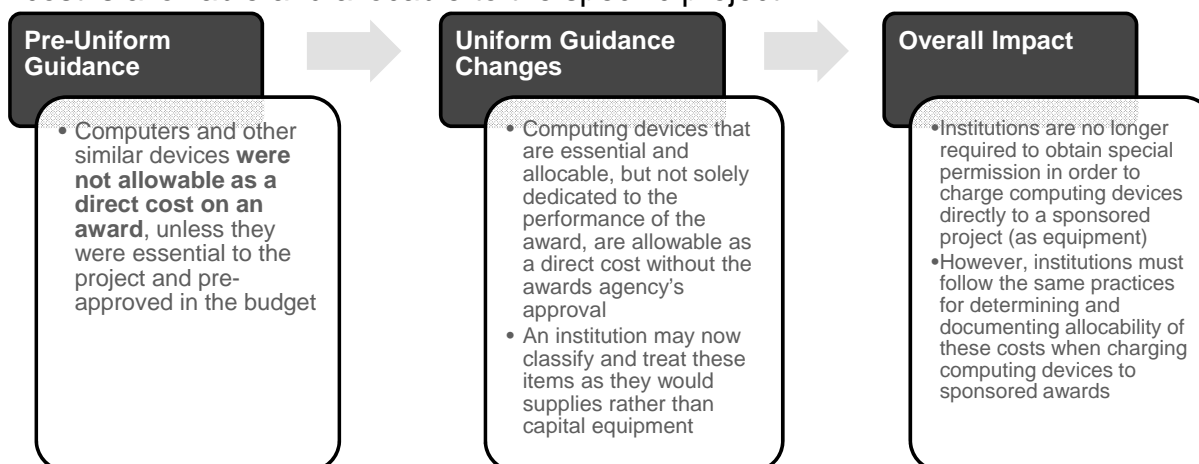 Pre-Uniform
Guidance
• Computers and other
similar devices were
not allowable as a
direct cost on an
award, unless they
were essential to the
project and pre-
approved in the budget
Uniform Guidance
Changes
• Computing devices that
are essential and
allocable, but not solely
dedicated to the
performance of the
award, are allowable as
a direct cost without the
awards agency’s
approval
• An institution may now
classify and treat these
items as they would
supplies rather than
capital equipment
Overall Impact
•Institutions are no longer
required to obtain special
permission in order to
charge computing devices
directly to a sponsored
project (as equipment)
•However, institutions must
follow the same practices
for determining and
documenting allocability of
these costs when charging
computing devices to
sponsored awards